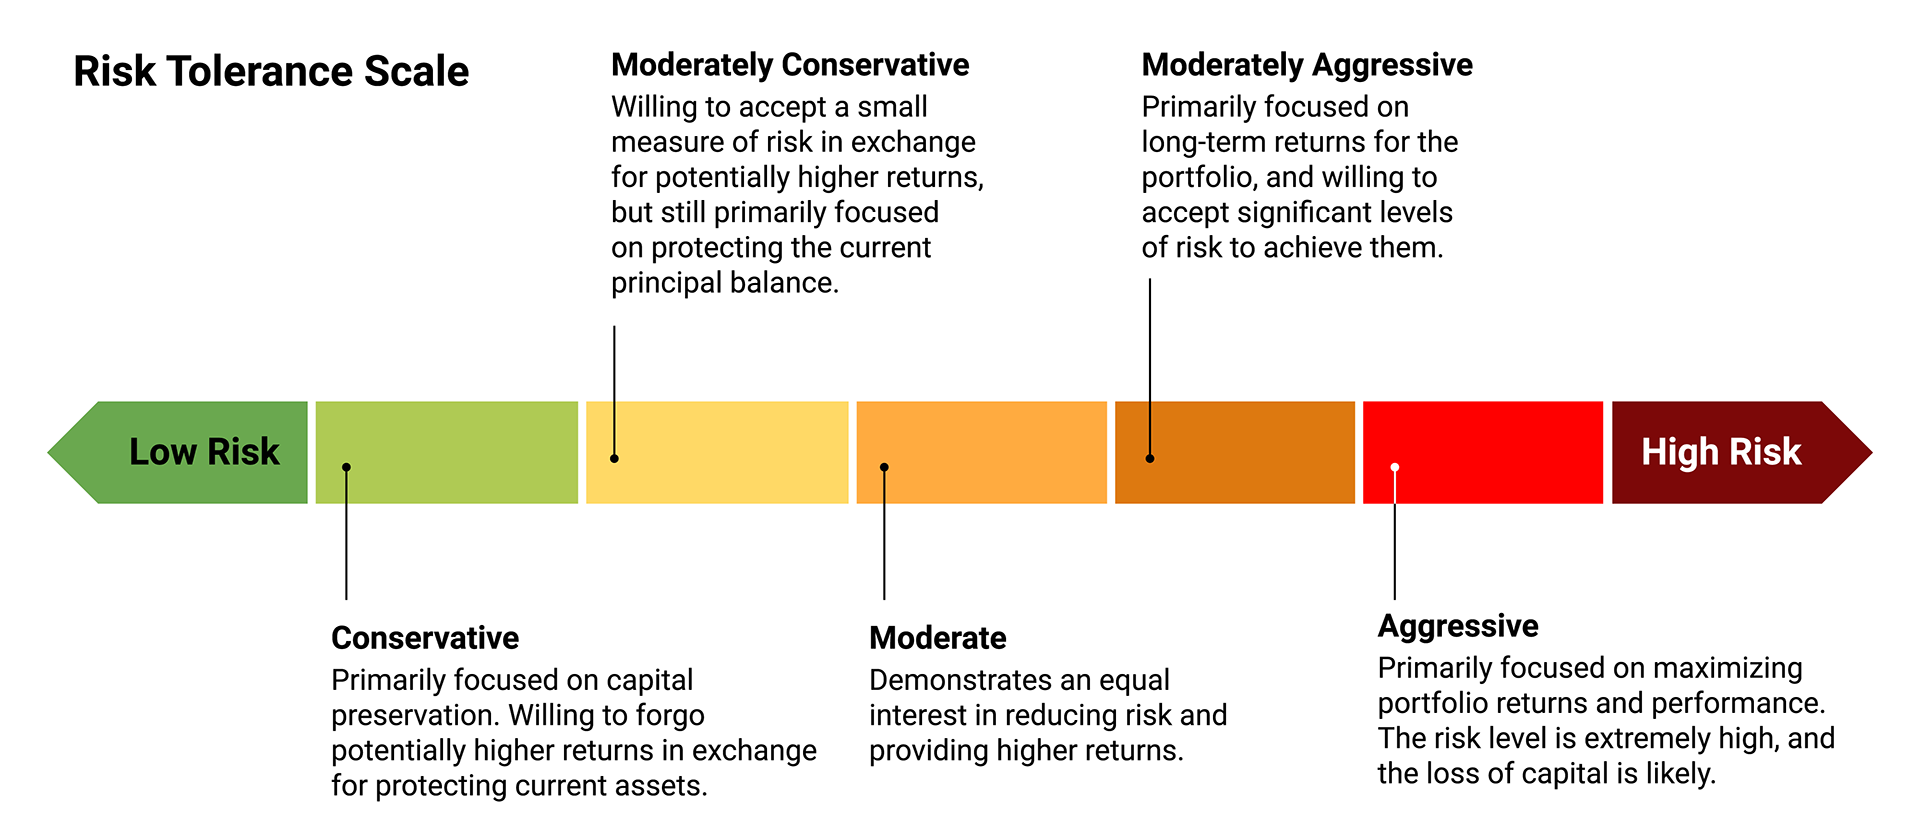 Risk Tolerance Scale
Moderately Conservative
Willing to accept a small
measure of risk in exchange
for potentially higher returns,
but still primarily focused
on protecting the current
principal balance.
Moderately Aggressive
Primarily focused on
long-term returns for the
portfolio, and willing to
accept significant levels
of risk to achieve them.
Low Risk
High Risk
Conservative
Primarily focused on capital
preservation. Willing to forgo
potentially higher returns in exchange
for protecting current assets.
Moderate
Demonstrates an equal
interest in reducing risk and
providing higher returns.
Aggressive
Primarily focused on maximizing
portfolio returns and performance.
The risk level is extremely high, and
the loss of capital is likely.